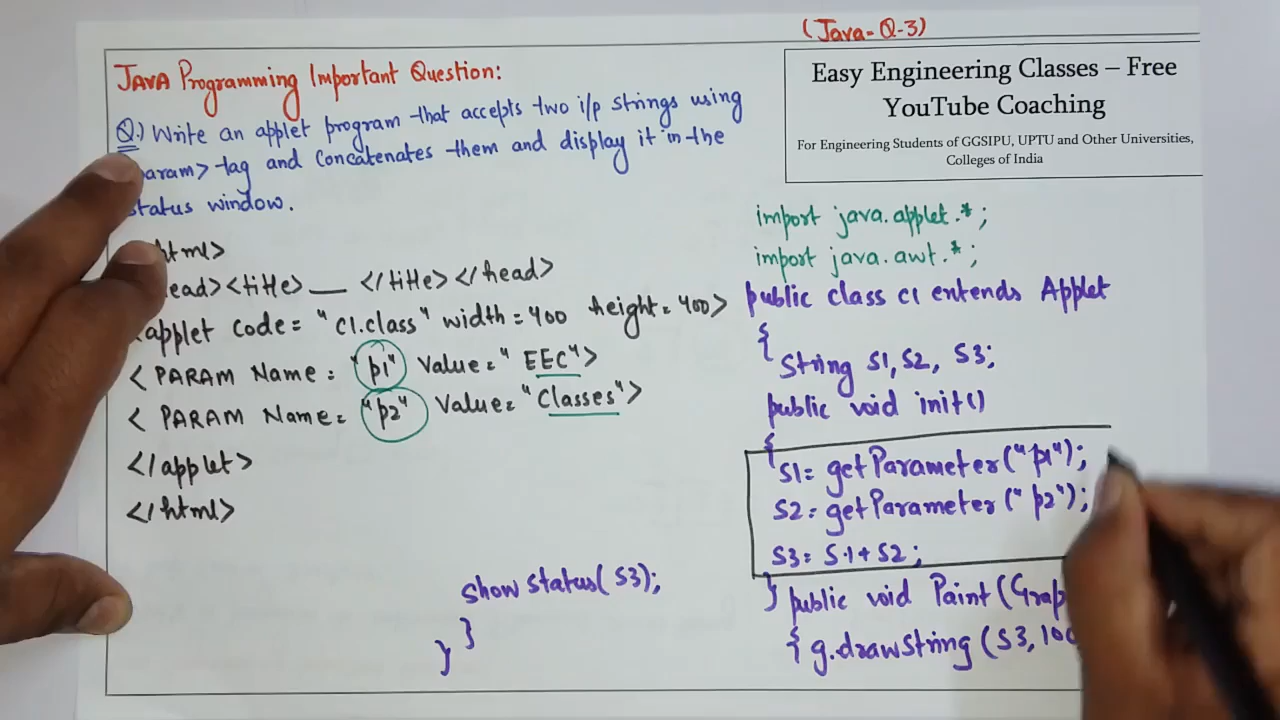 (Java-Q-3)
JAVA Programming Important Question:
Easy Engineering Classes – Free
YouTube Coaching
For Engineering Students of GGSIPU, UPTU and Other Universities,
Colleges of India
Q.) Write an applet program that accepts two i/p strings using
param> tag and concatenates them and display it in the
status window.
html>
ead><title>__ </title></head>
<applet code= "c1.class" width=400 height=400>
<PARAM Name= "p1" Value="EEC">
<PARAM Name= "p2" Value="Classes">
</applet>
</html>
import java.applet.*;
import java.awt.*;
public class c1 extends Applet
{
String S1, S2, S3;
public void init()
{
S1= getParameter("p1");
S2= getParameter("p2");
S3= S1+S2;
} public void Paint(Grap
{ g.drawString(S3,100
showStatus(S3);
}
}